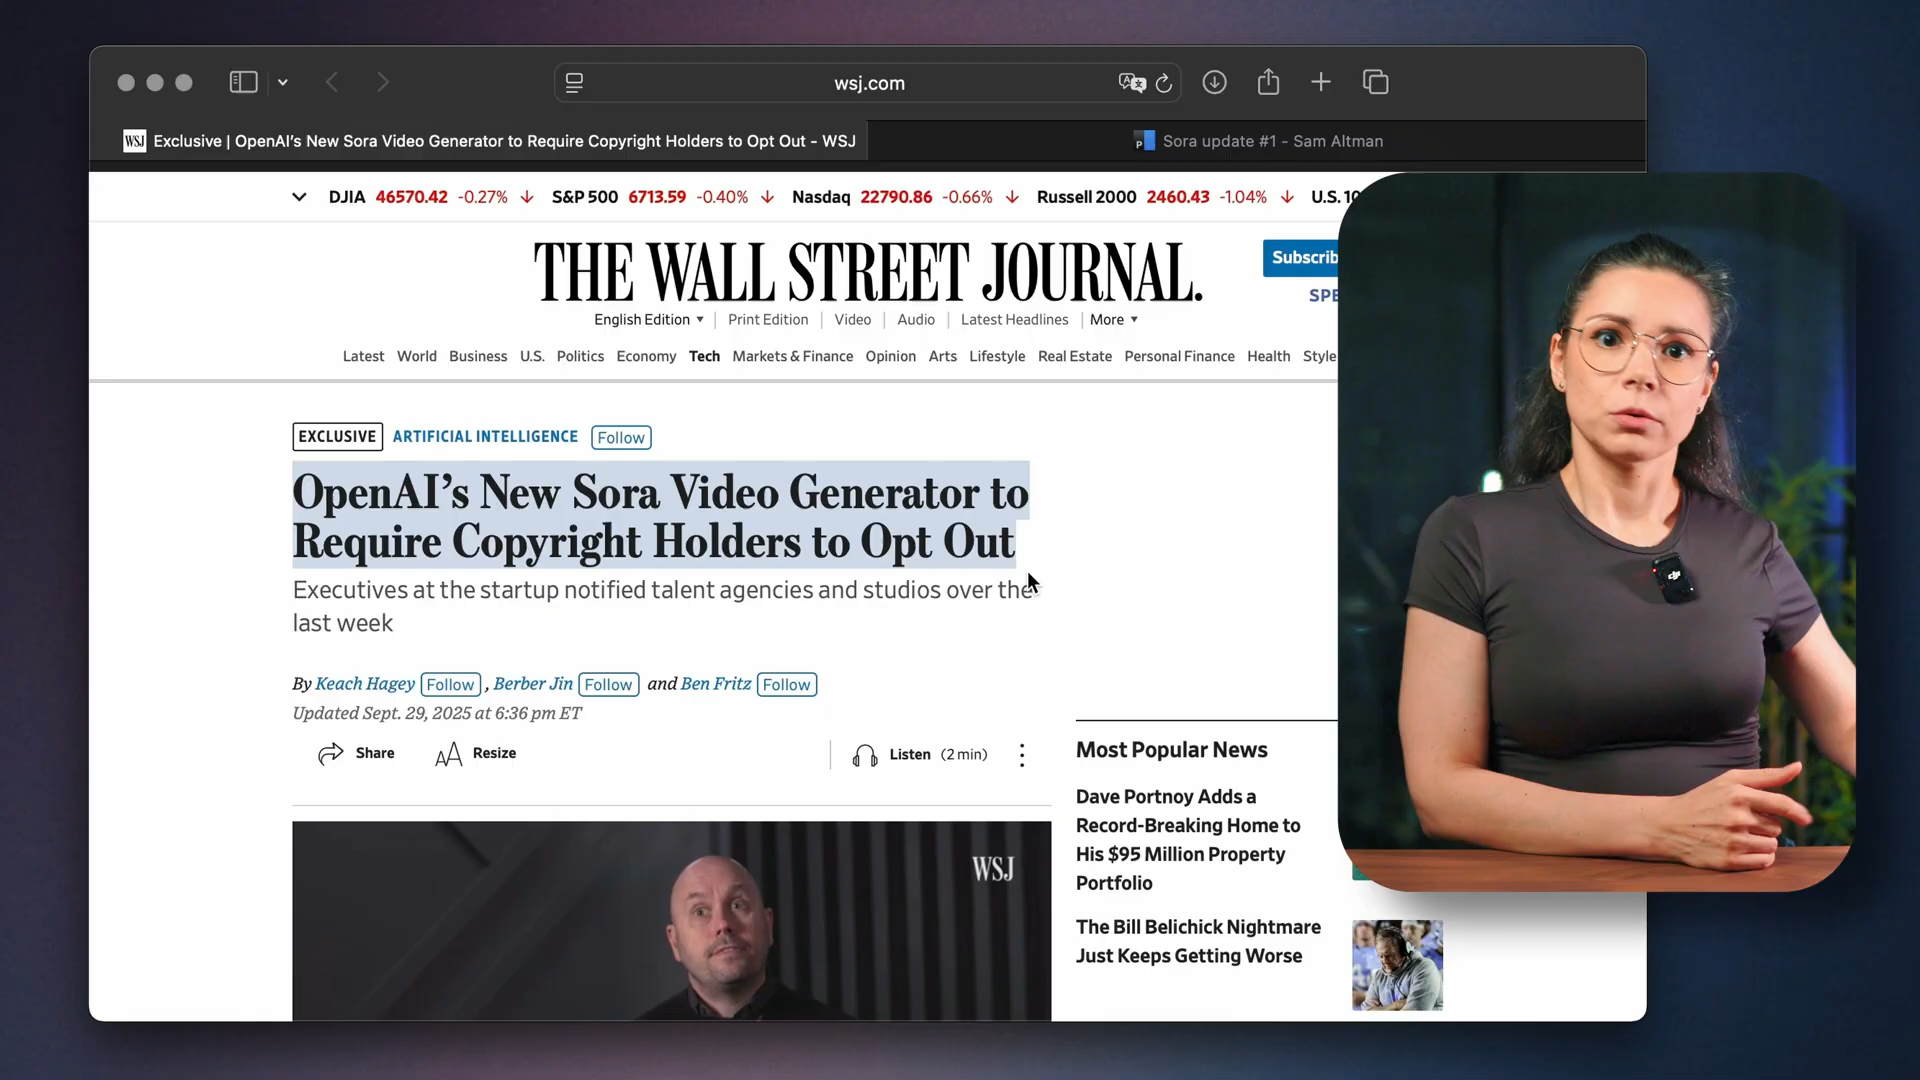 wsj.com
WSJ Exclusive | OpenAI's New Sora Video Generator to Require Copyright Holders to Opt Out - WSJ
P Sora update #1 - Sam Altman
DJIA 46570.42 -0.27% S&P 500 6713.59 -0.40% Nasdaq 22790.86 -0.66% Russell 2000 2460.43 -1.04% U.S. 10
THE WALL STREET JOURNAL.
Subscrib
SPE
English Edition | Print Edition | Video | Audio | Latest Headlines | More
Latest World Business U.S. Politics Economy Tech Markets & Finance Opinion Arts Lifestyle Real Estate Personal Finance Health Style
EXCLUSIVE ARTIFICIAL INTELLIGENCE Follow
OpenAI’s New Sora Video Generator to
Require Copyright Holders to Opt Out
Executives at the startup notified talent agencies and studios over the
last week
By Keach Hagey Follow , Berber Jin Follow and Ben Fritz Follow
Updated Sept. 29, 2025 at 6:36 pm ET
Share AA Resize Listen (2 min)
WSJ
Most Popular News
Dave Portnoy Adds a
Record-Breaking Home to
His $95 Million Property
Portfolio
The Bill Belichick Nightmare
Just Keeps Getting Worse
dji